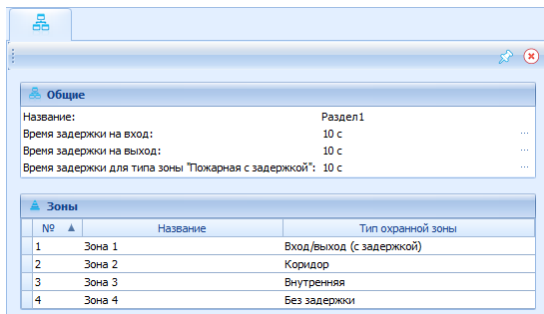 Общие
Название: Раздел1
Время задержки на вход: 10 с ...
Время задержки на выход: 10 с ...
Время задержки для типа зоны "Пожарная с задержкой": 10 с ...
Зоны
№ Название Тип охранной зоны
1 Зона 1 Вход/выход (с задержкой)
2 Зона 2 Коридор
3 Зона 3 Внутренняя
4 Зона 4 Без задержки